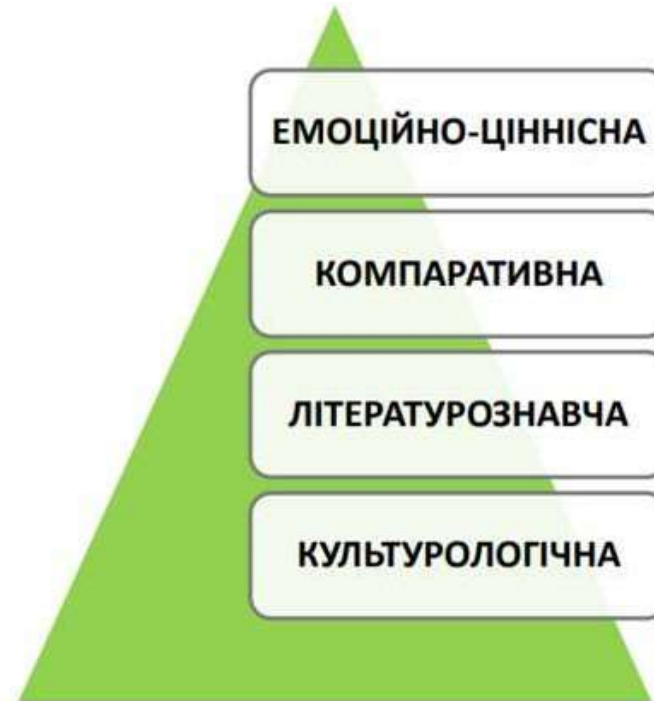 ЕМОЦІЙНО-ЦІННІСНА
КОМПАРАТИВНА
ЛІТЕРАТУРОЗНАВЧА
КУЛЬТУРОЛОГІЧНА